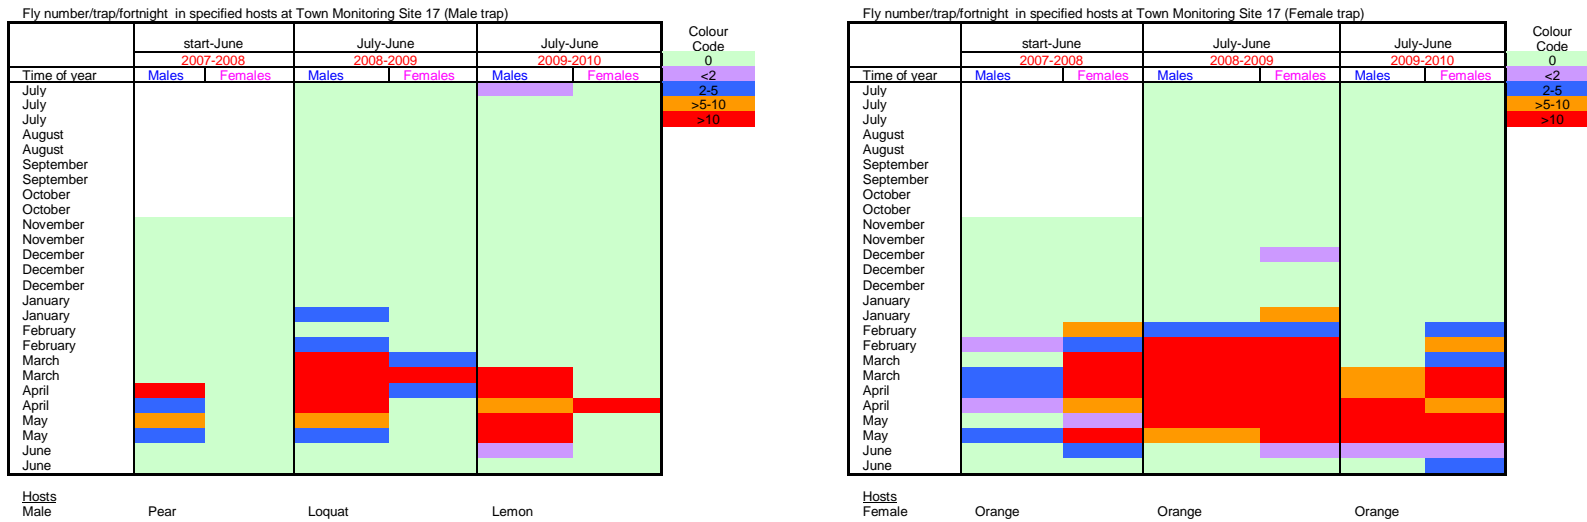 Fly number/trap/fortnight  in specified hosts at Town Monitoring Site 17 (Male trap)
Colour
Code
start-June July-June July-June
2007-2008 2008-2009 2009-2010 0
<2
Time of year Males Females Males Females Males Females
July 2-5
July >5-10
July >10
August
August
September
September
October
October
November
November
December
December
December
January
January
February
February
March
March
April
April
May
May
June
June
Hosts
Male Pear Loquat Lemon
Fly number/trap/fortnight  in specified hosts at Town Monitoring Site 17 (Female trap)
Colour
Code
start-June July-June July-June
2007-2008 2008-2009 2009-2010 0
<2
Time of year Males Females Males Females Males Females
July 2-5
July >5-10
July >10
August
August
September
September
October
October
November
November
December
December
December
January
January
February
February
March
March
April
April
May
May
June
June
Hosts
Female Orange Orange Orange